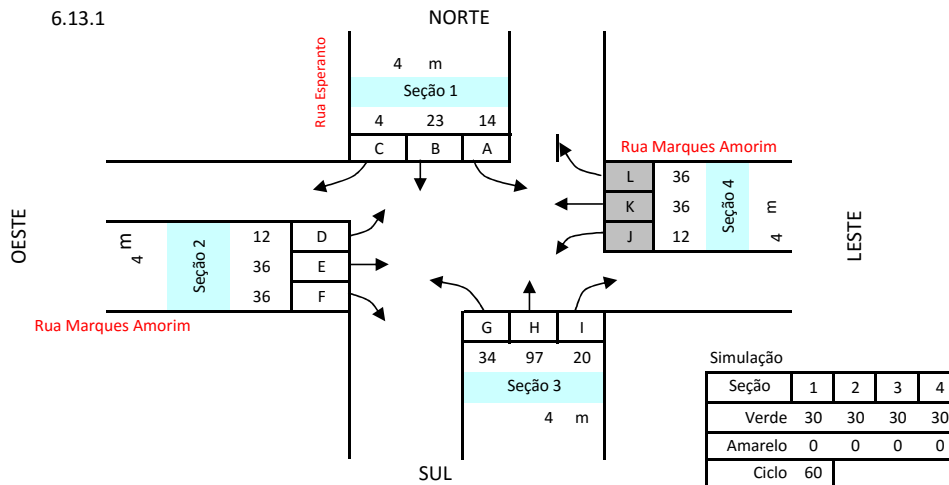 6.13.1
NORTE
Rua Esperanto
4 m
Seção 1
4 23 14
C B A
Rua Marques Amorim
L 36
K 36
J 12
Seção 4
4 m
LESTE
OESTE
4 m
Seção 2
12 D
36 E
36 F
Rua Marques Amorim
G H I
34 97 20
Seção 3
4 m
SUL
Simulação
Seção 1 2 3 4
Verde 30 30 30 30
Amarelo 0 0 0 0
Ciclo 60